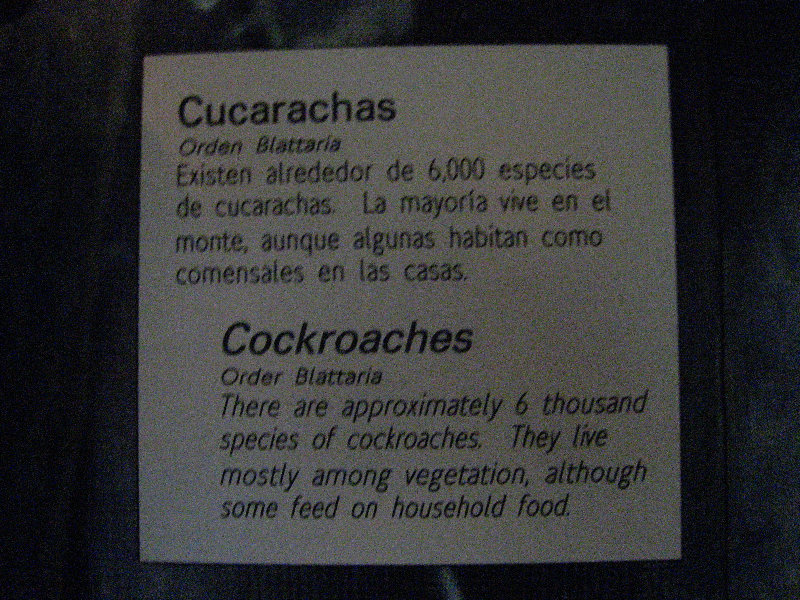 Cucarachas
Orden Blattaria
Existen alrededor de 6,000 especies
de cucarachas. La mayoría vive en el
monte, aunque algunas habitan como
comensales en las casas.
Cockroaches
Order Blattaria
There are approximately 6 thousand
species of cockroaches. They live
mostly among vegetation, although
some feed on household food.